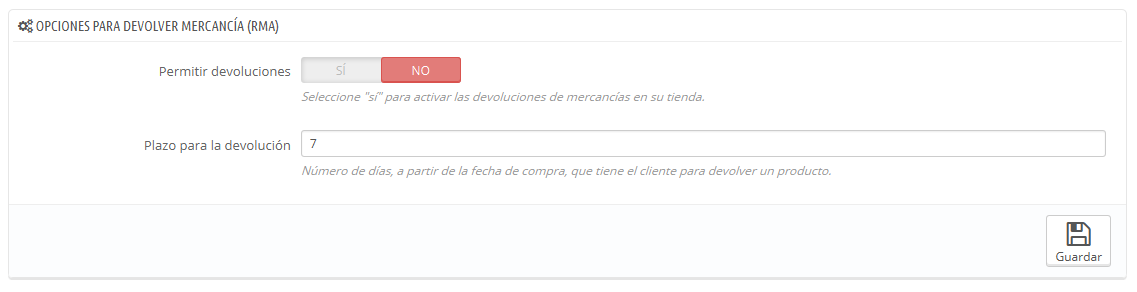 OPCIONES PARA DEVOLVER MERCANCÍA (RMA)
Permitir devoluciones SÍ NO
Seleccione "sí" para activar las devoluciones de mercancías en su tienda.
Plazo para la devolución 7
Número de días, a partir de la fecha de compra, que tiene el cliente para devolver un producto.
Guardar